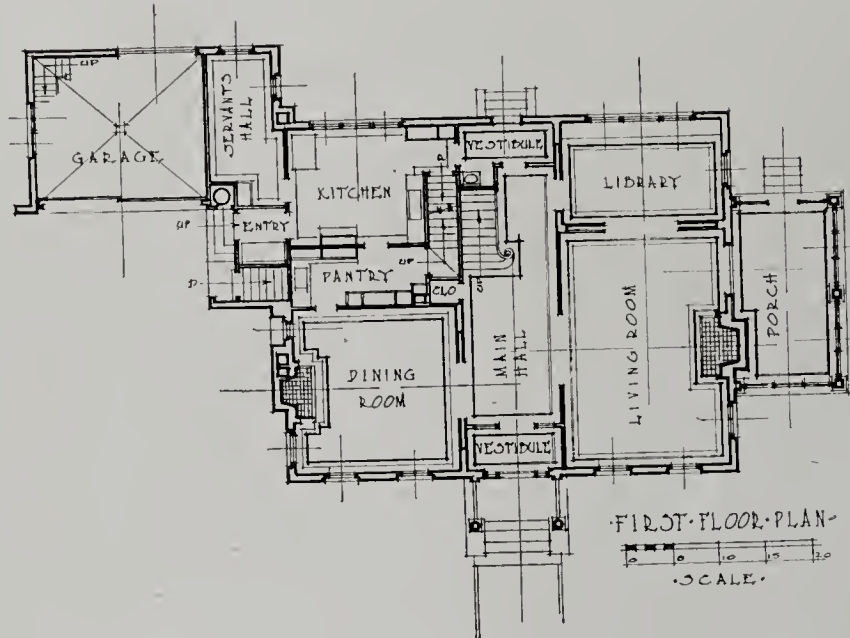 UP
SERVANTS
HALL
GARAGE
VESTIBULE
KITCHEN
LIBRARY
UP
ENTRY
PANTRY
UP
D
CLO
UP
DINING
ROOM
MAIN
HALL
LIVING ROOM
PORCH
VESTIBULE
·FIRST·FLOOR·PLAN·
0 10 15 20
·SCALE·